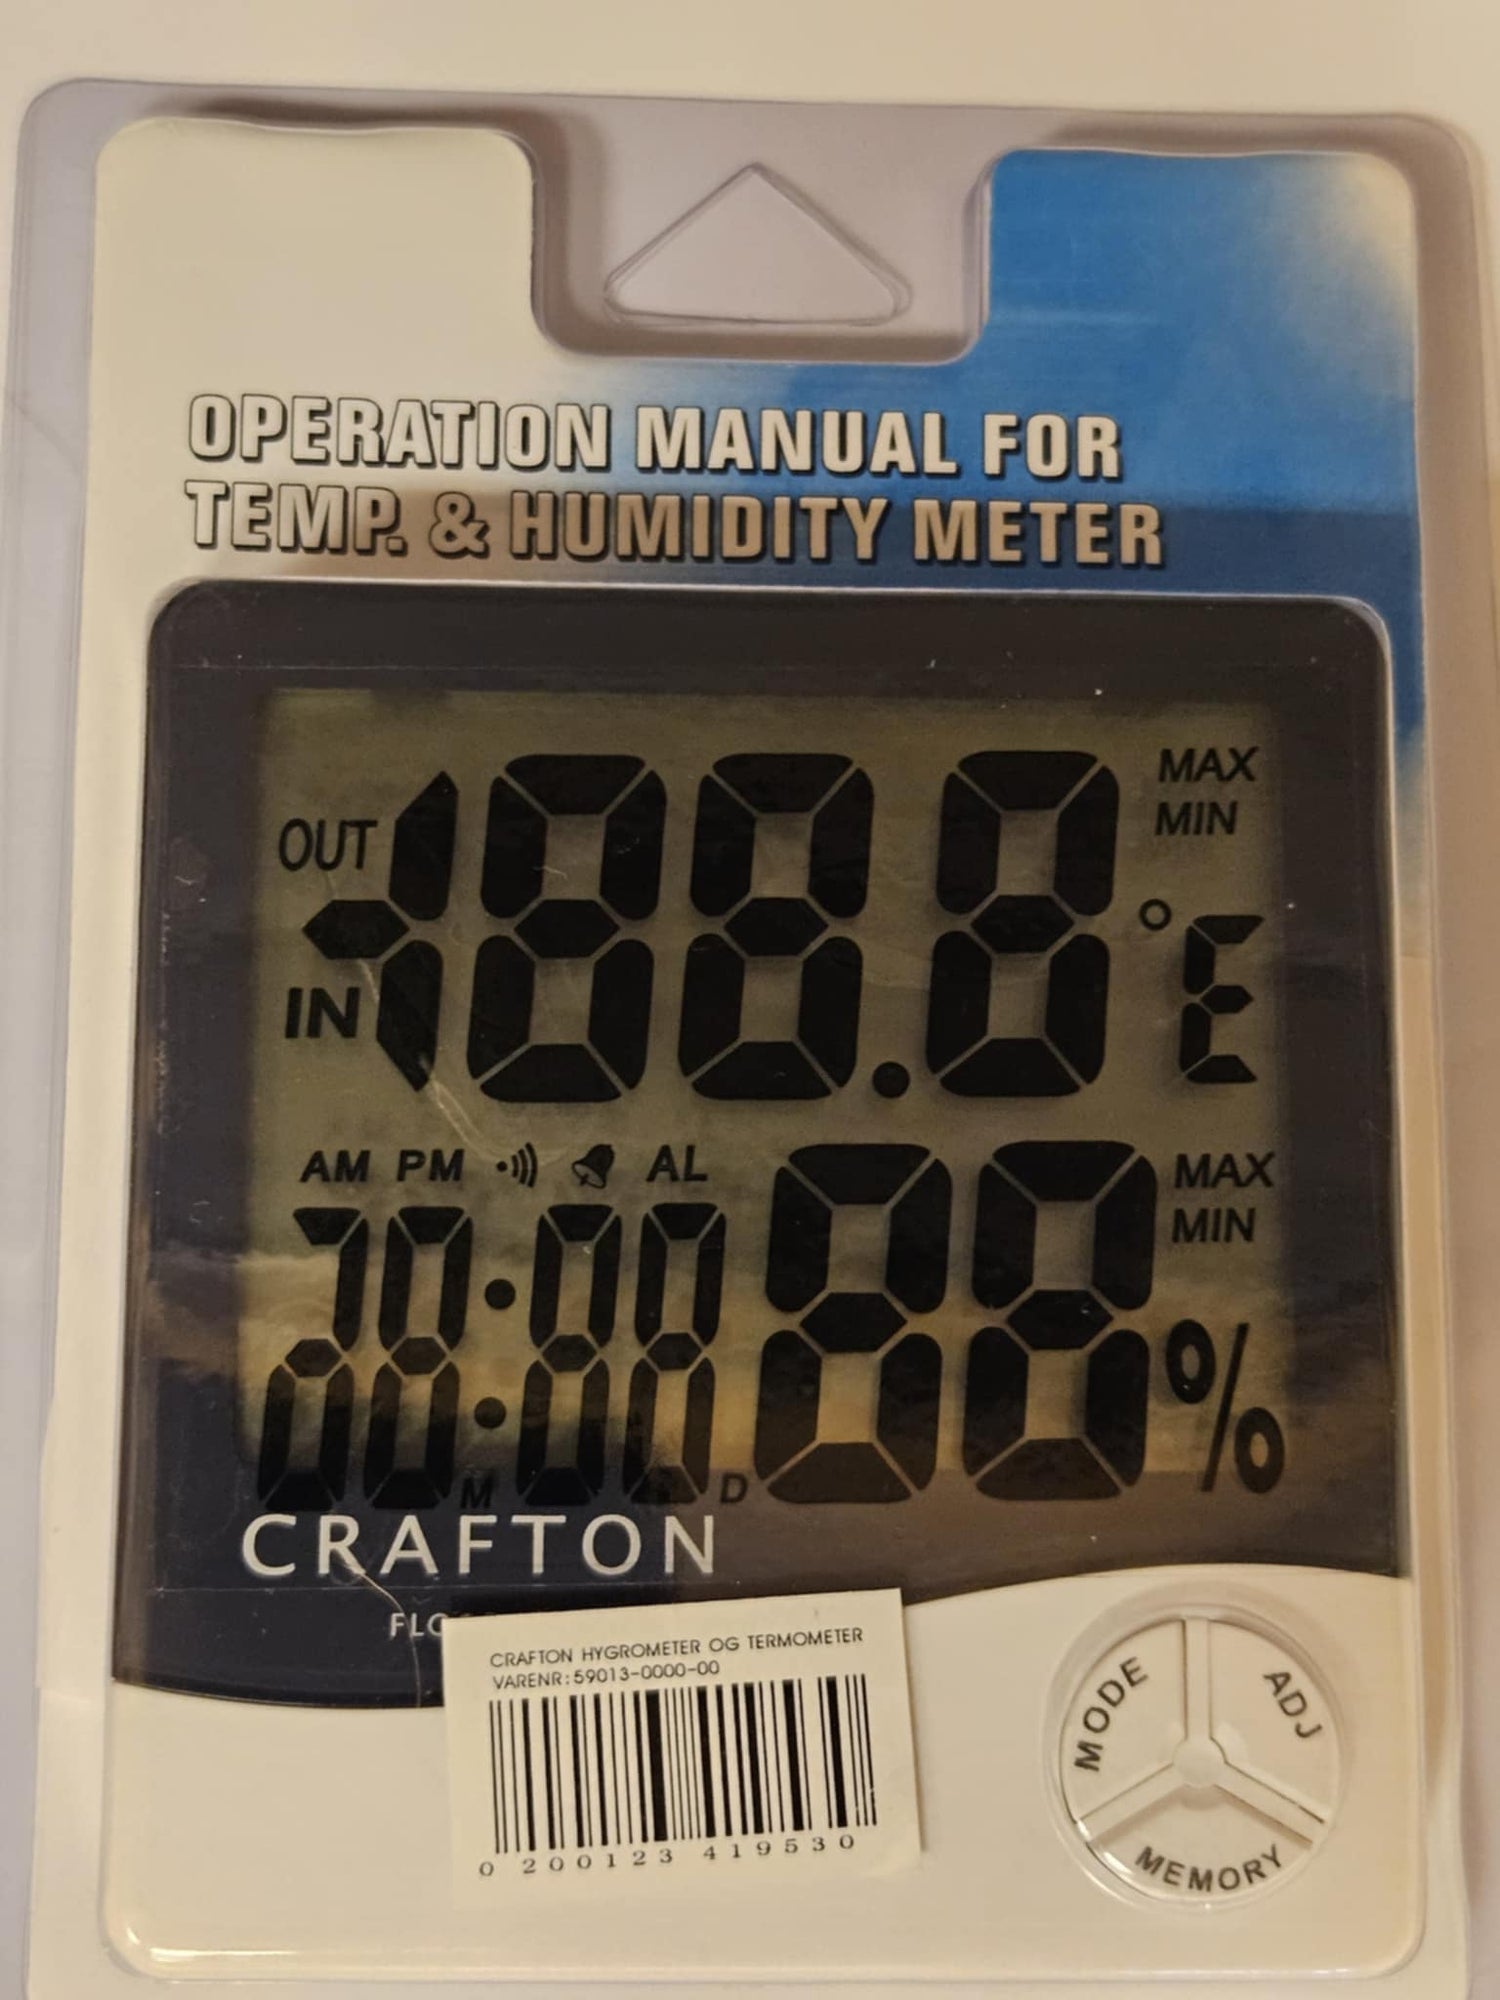 OPERATION MANUAL FOR
TEMP. & HUMIDITY METER
MAX
MIN
OUT
188.8
°E
IN
AM PM AL
MAX
MIN
88
%
M
D
CRAFTON
CRAFTON HYGROMETER OG TERMOMETER
VARENR:59013-0000-00
0 200123 419530
MODE
ADJ
MEMORY